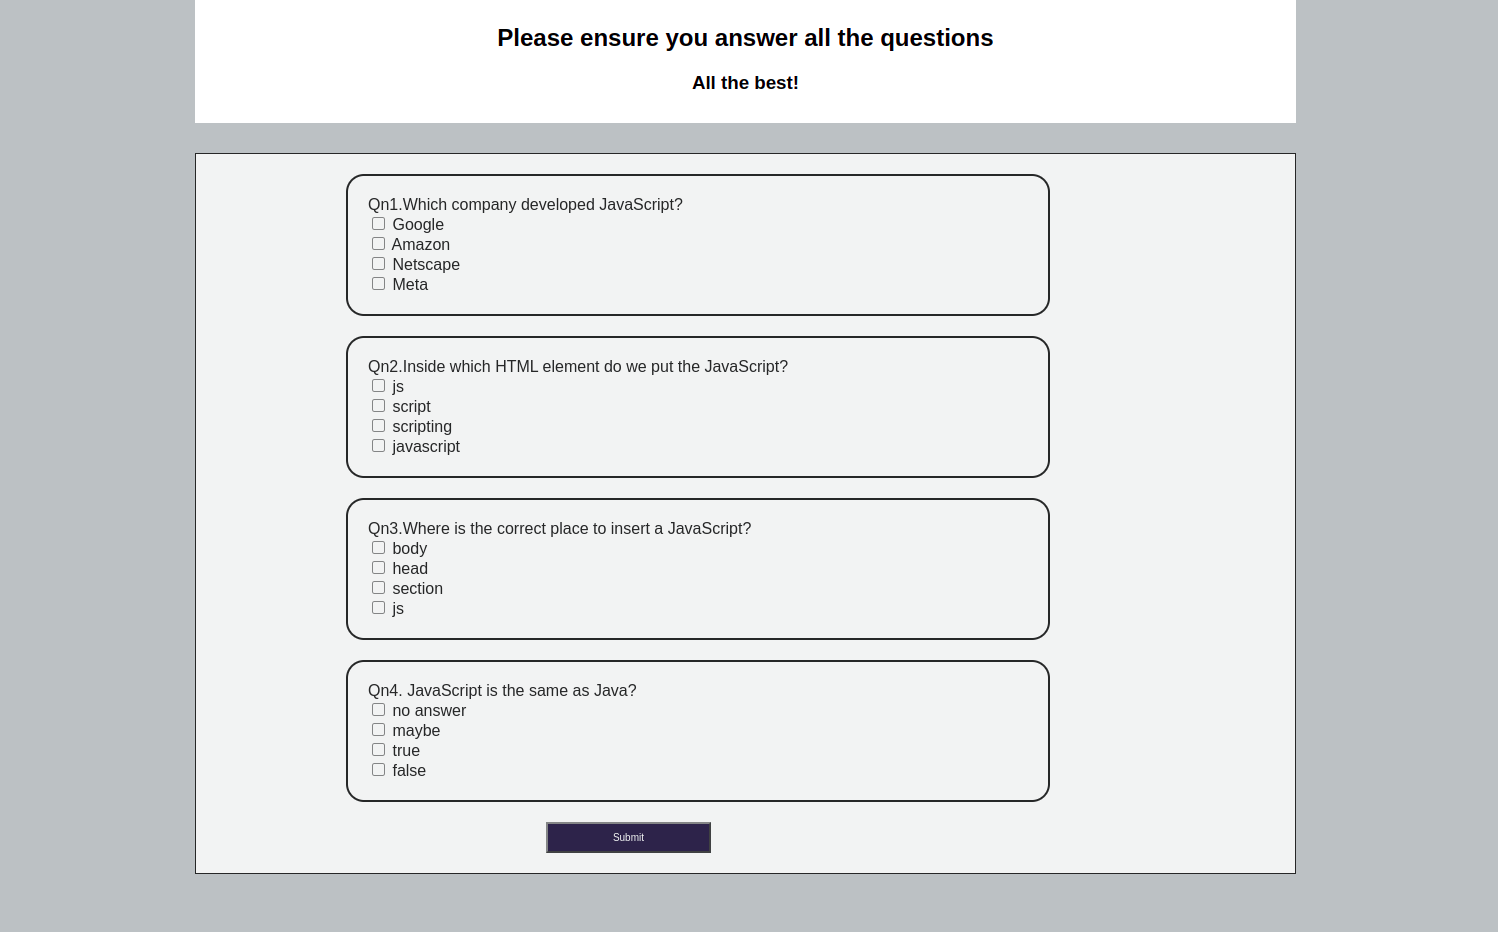 Please ensure you answer all the questions
All the best!
Qn1.Which company developed JavaScript?
Google
Amazon
Netscape
Meta
Qn2.Inside which HTML element do we put the JavaScript?
js
script
scripting
javascript
Qn3.Where is the correct place to insert a JavaScript?
body
head
section
js
Qn4. JavaScript is the same as Java?
no answer
maybe
true
false
Submit